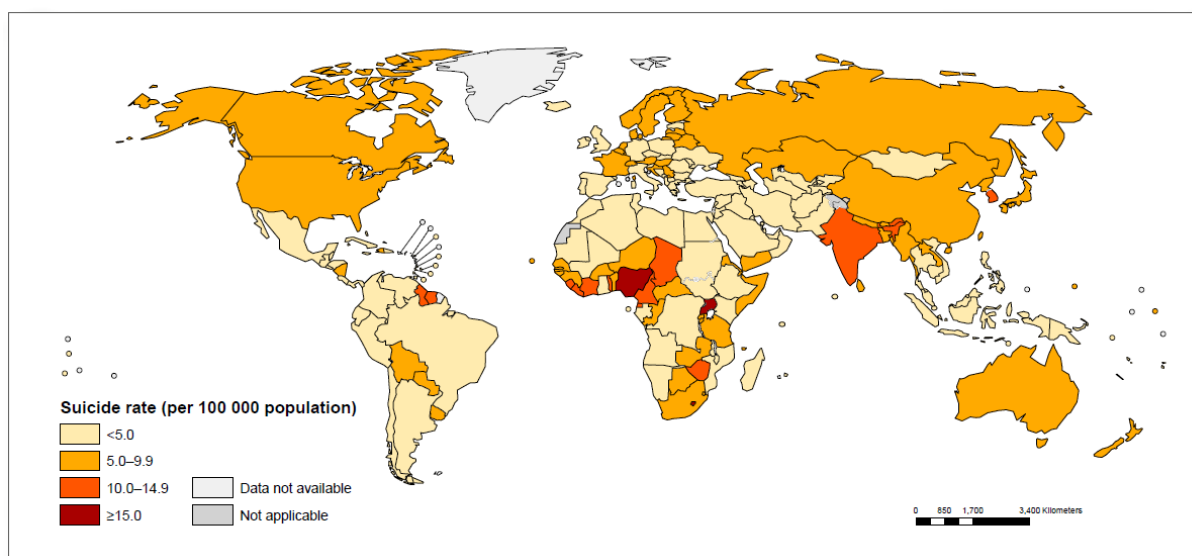 Suicide rate (per 100 000 population)
<5.0
5.0–9.9
10.0–14.9
≥15.0
Data not available
Not applicable
0 850 1,700 3,400 Kilometers